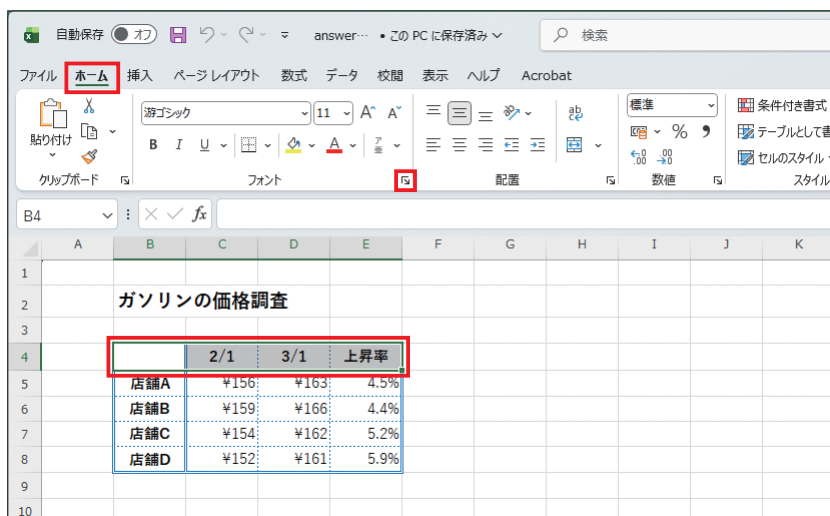 自動保存 オフ answer… • この PC に保存済み 検索
ファイル ホーム 挿入 ページ レイアウト 数式 データ 校閲 表示 ヘルプ Acrobat
貼り付け 游ゴシック 11 A A ab 標準 条件付き書式
B I U A ア亜 % テーブルとして書
セルのスタイル
クリップボード フォント 配置 数値 スタイル
B4 fx
A B C D E F G H I J K
1
2 ガソリンの価格調査
3
4 2/1 3/1 上昇率
5 店舗A ¥156 ¥163 4.5%
6 店舗B ¥159 ¥166 4.4%
7 店舗C ¥154 ¥162 5.2%
8 店舗D ¥152 ¥161 5.9%
9
10